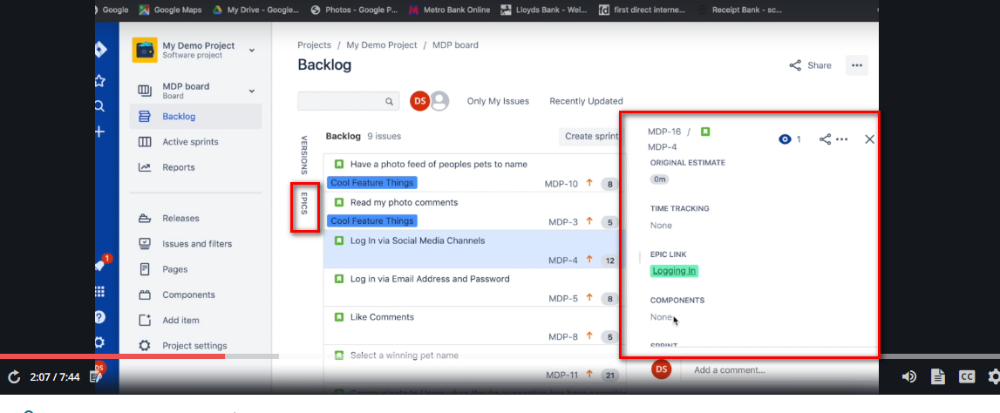 Google Google Maps My Drive - Google... Photos - Google P... Metro Bank Online Lloyds Bank - Wel... first direct interne... Receipt Bank - sc...
My Demo Project
Software project
MDP board
Board
Backlog
Active sprints
Reports
Releases
Issues and filters
Pages
Components
Add item
Project settings
1
DS
Projects / My Demo Project / MDP board
Backlog
Share
DS
Only My Issues Recently Updated
VERSIONS
EPICS
Backlog 9 issues
Create sprint
Have a photo feed of peoples pets to name
Cool Feature Things
MDP-10 8
Read my photo comments
Cool Feature Things
MDP-3 5
Log In via Social Media Channels
MDP-4 12
Log in via Email Address and Password
MDP-5 8
Like Comments
MDP-8 5
Select a winning pet name
MDP-11 21
MDP-16 /
MDP-4
1
ORIGINAL ESTIMATE
0m
TIME TRACKING
None
EPIC LINK
Logging In
COMPONENTS
None
SPRINT
DS
Add a comment...
2:07 / 7:44
CC